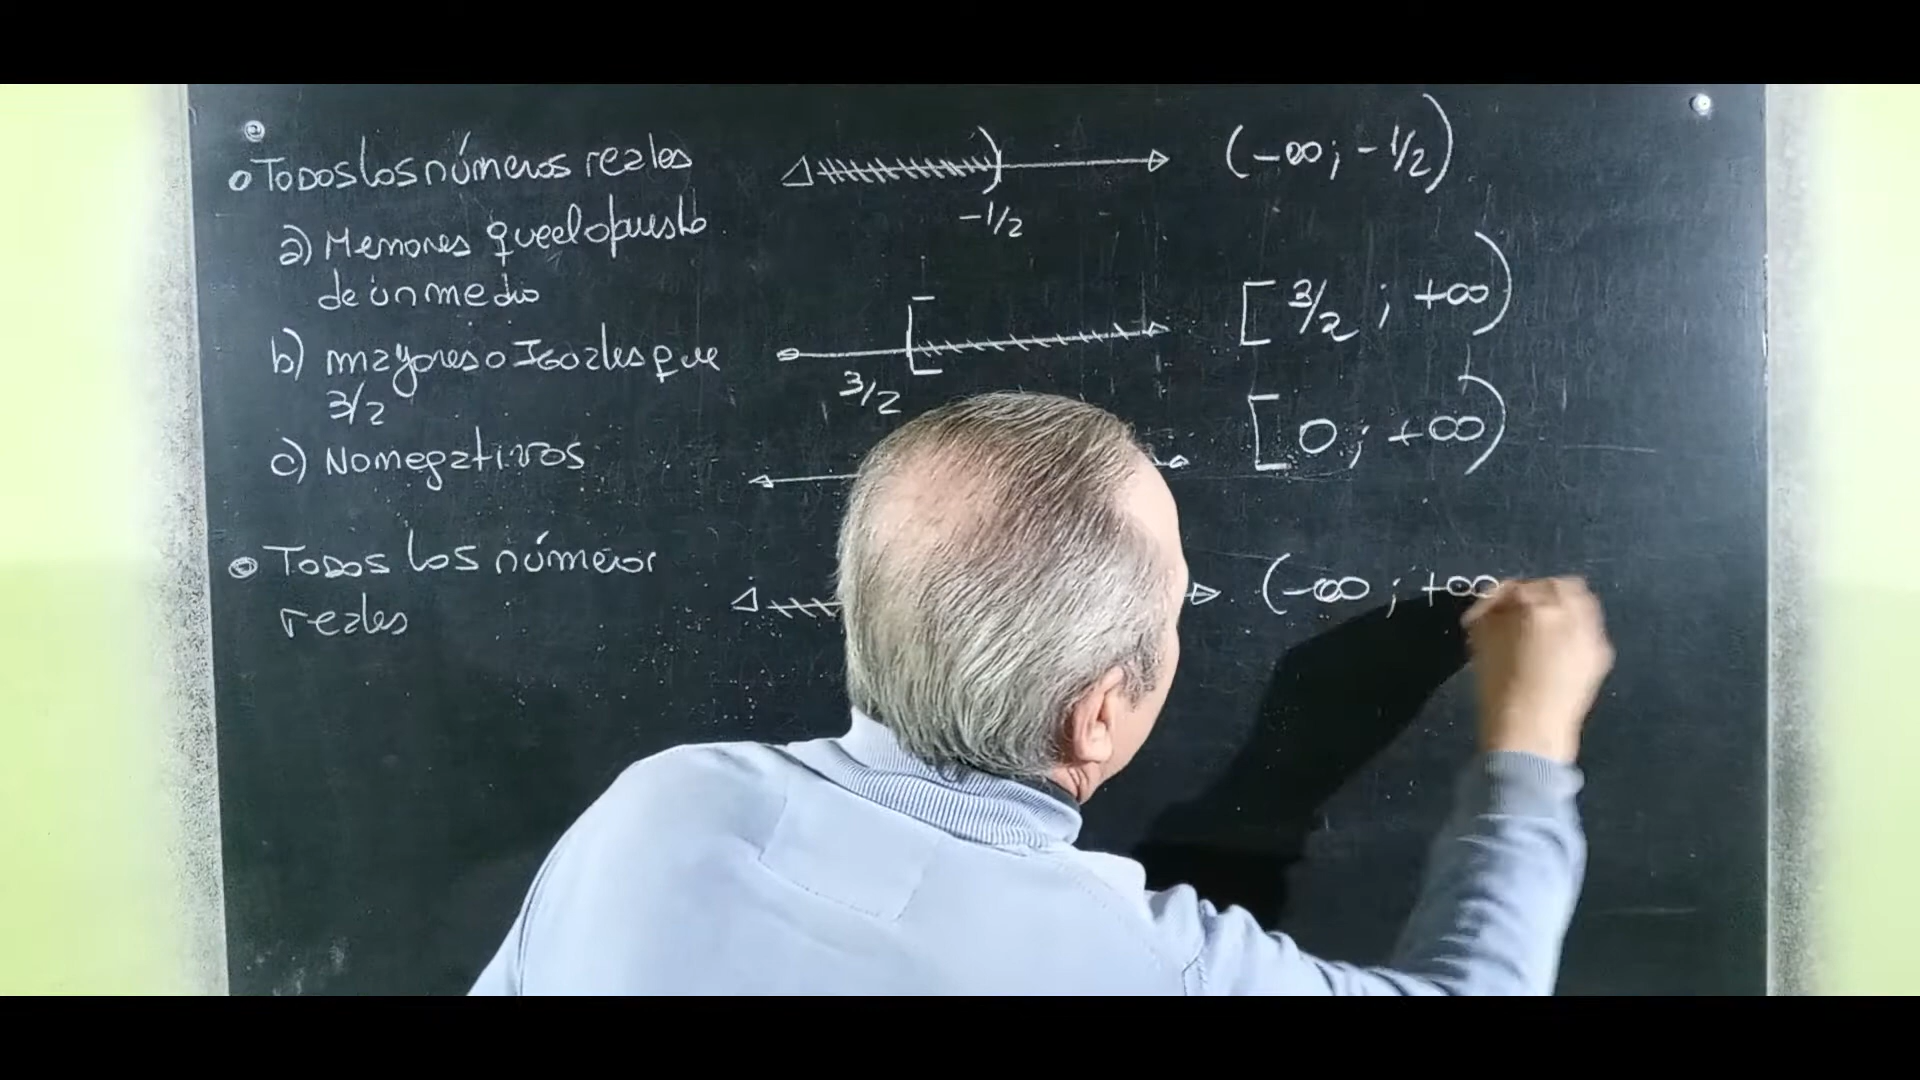 Todos los números reales
(-∞; -1/2)
a) Menores que el opuesto
-1/2
de un medio
[3/2; +∞)
b) mayores o Iguales que
3/2
3/2
[0; +∞)
c) No negativos
Todos los números
(-∞; +∞
reales